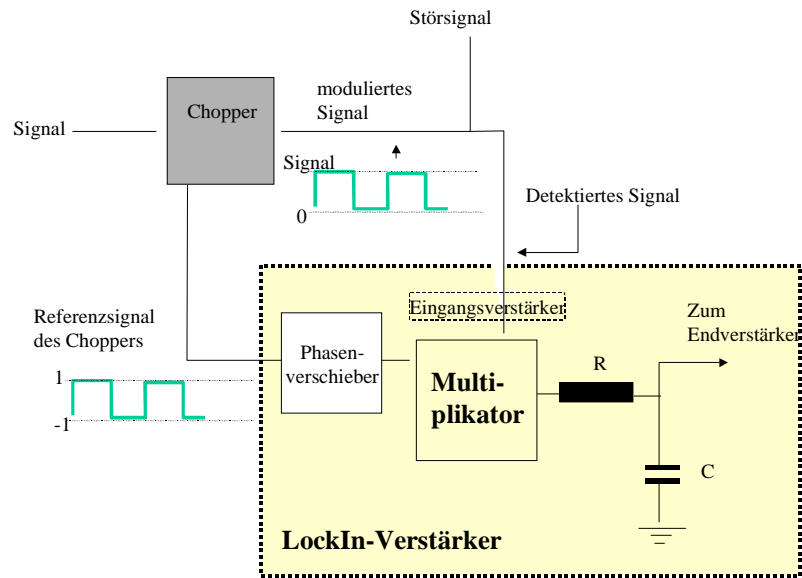 Störsignal
Chopper
moduliertes
Signal
Signal
Signal
0
Detektiertes Signal
Eingangsverstärker
Referenzsignal
des Choppers
1
-1
Phasen-
verschieber
Multi-
plikator
R
Zum
Endverstärker
C
LockIn-Verstärker